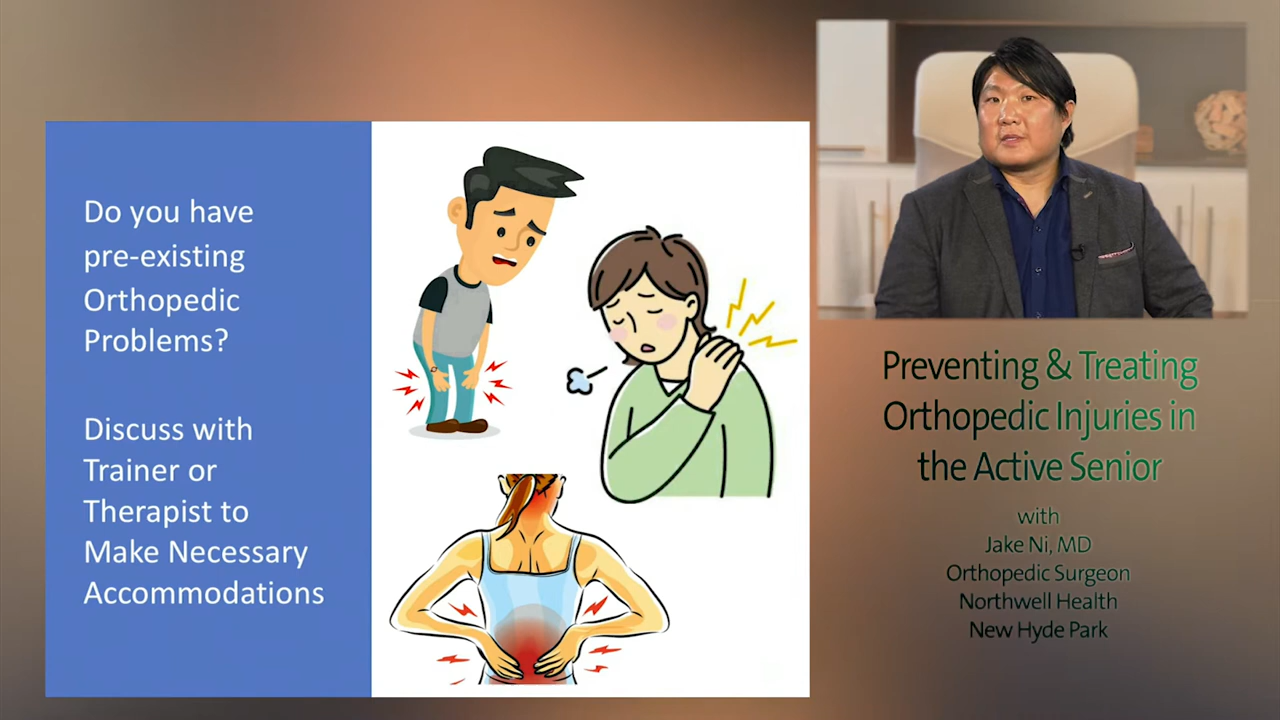 Do you have
pre-existing
Orthopedic
Problems?
Discuss with
Trainer or
Therapist to
Make Necessary
Accommodations
Preventing & Treating
Orthopedic Injuries in
the Active Senior
with
Jake Ni, MD
Orthopedic Surgeon
Northwell Health
New Hyde Park